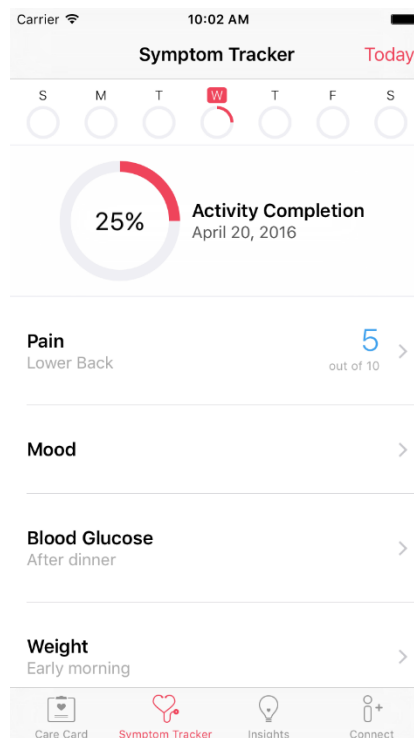 Carrier 10:02 AM
Symptom Tracker Today
S M T W T F S
25%
Activity Completion
April 20, 2016
Pain
Lower Back
5
out of 10
Mood
Blood Glucose
After dinner
Weight
Early morning
Care Card Symptom Tracker Insights Connect